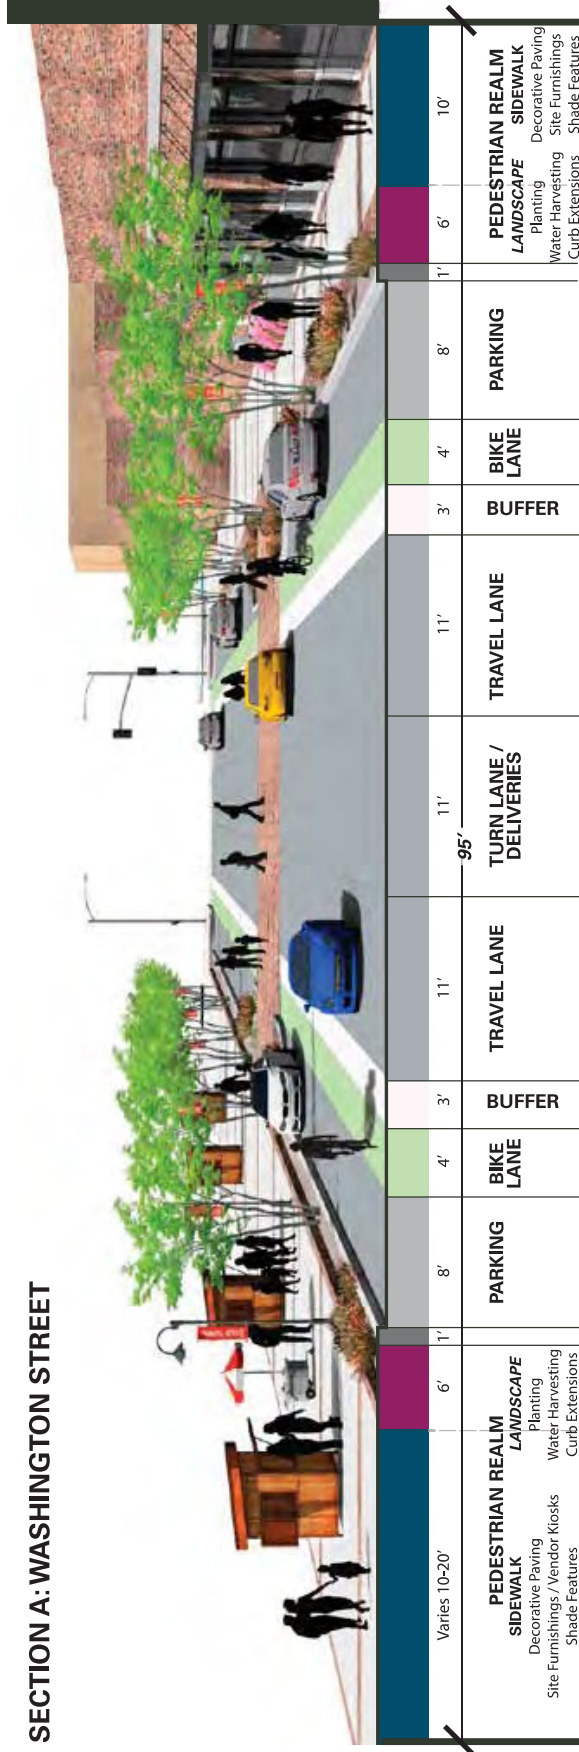 SECTION A: WASHINGTON STREET
Varies 10-20’
6’
1’
8’
4’
3’
11’
11’
11’
3’
4’
8’
1’
6’
10’
95’
PEDESTRIAN REALM
SIDEWALK
Decorative Paving
Site Furnishings / Vendor Kiosks
Shade Features
LANDSCAPE
Planting
Water Harvesting
Curb Extensions
PARKING
BIKE
LANE
BUFFER
TRAVEL LANE
TURN LANE /
DELIVERIES
TRAVEL LANE
BUFFER
BIKE
LANE
PARKING
PEDESTRIAN REALM
LANDSCAPE
Planting
Water Harvesting
Curb Extensions
SIDEWALK
Decorative Paving
Site Furnishings
Shade Features